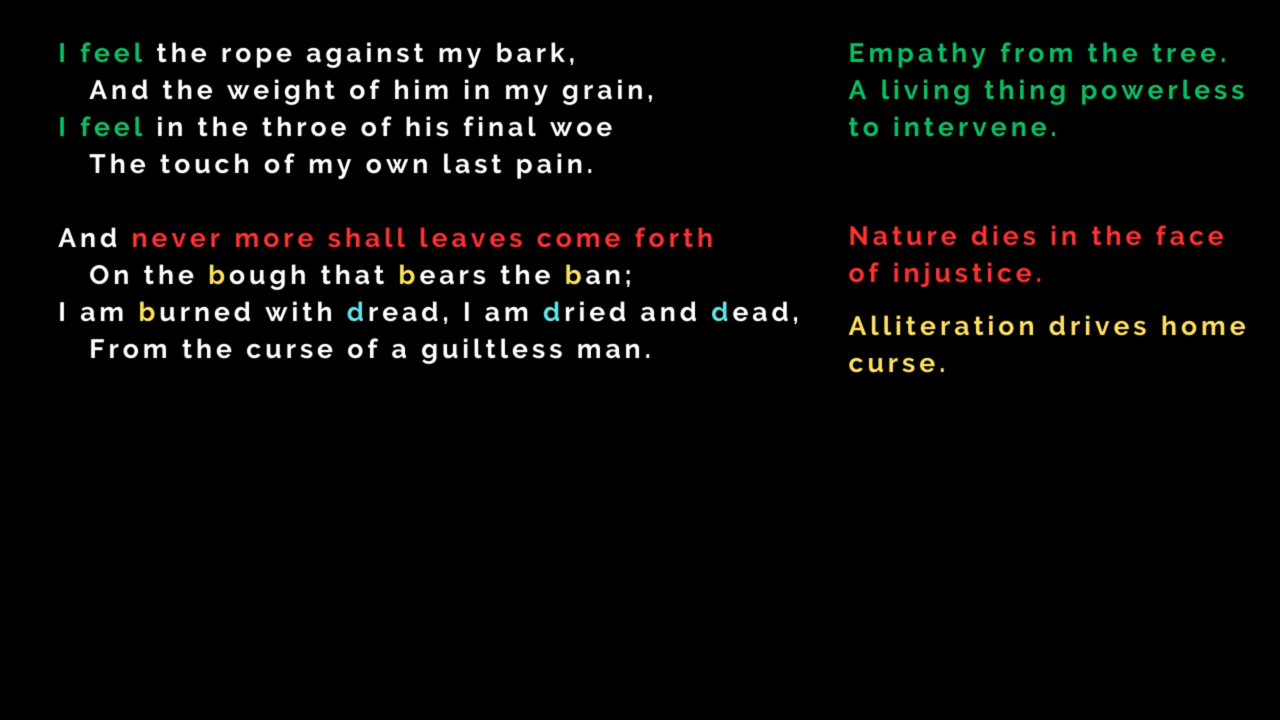 I feel the rope against my bark,
And the weight of him in my grain,
I feel in the throe of his final woe
The touch of my own last pain.
And never more shall leaves come forth
On the bough that bears the ban;
I am burned with dread, I am dried and dead,
From the curse of a guiltless man.
Empathy from the tree.
A living thing powerless
to intervene.
Nature dies in the face
of injustice.
Alliteration drives home
curse.